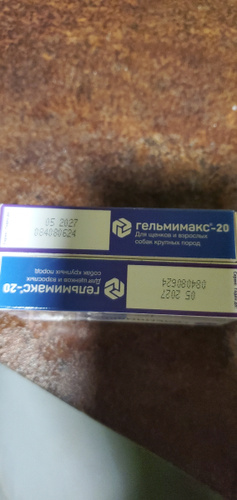 05 2027
084080624
гельмимакс®-20
Для щенков и взрослых
собак крупных пород
ГЕЛЬМИМАКС®-20
Для щенков и взрослых
собак крупных пород
05 2027
084080624